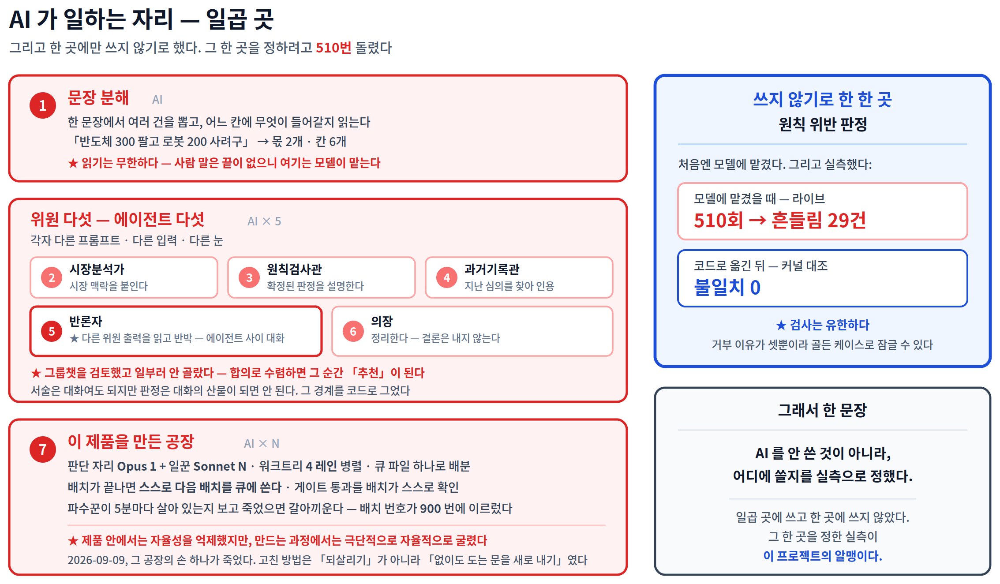 AI 가 일하는 자리 — 일곱 곳
그리고 한 곳에만 쓰지 않기로 했다. 그 한 곳을 정하려고 510번 돌렸다
1
문장 분해 AI
한 문장에서 여러 건을 뽑고, 어느 칸에 무엇이 들어갈지 읽는다
「반도체 300 팔고 로봇 200 사려구」 → 몫 2개 · 칸 6개
★ 읽기는 무한하다 — 사람 말은 끝이 없으니 여기는 모델이 맡는다
위원 다섯 — 에이전트 다섯 AI × 5
각자 다른 프롬프트 · 다른 입력 · 다른 눈
2
시장분석가
시장 맥락을 붙인다
3
원칙검사관
확정된 판정을 설명한다
4
과거기록관
지난 심의를 찾아 인용
5
반론자
★ 다른 위원 출력을 읽고 반박 — 에이전트 사이 대화
6
의장
정리한다 — 결론은 내지 않는다
★ 그룹챗을 검토했고 일부러 안 골랐다 — 합의로 수렴하면 그 순간 「추천」이 된다
서술은 대화여도 되지만 판정은 대화의 산물이 되면 안 된다. 그 경계를 코드로 그었다
7
이 제품을 만든 공장 AI × N
판단 자리 Opus 1 + 일꾼 Sonnet N · 워크트리 4 레인 병렬 · 큐 파일 하나로 배분
배치가 끝나면 스스로 다음 배치를 큐에 쓴다 · 게이트 통과를 배치가 스스로 확인
파수꾼이 5분마다 살아 있는지 보고 죽었으면 갈아끼운다 — 배치 번호가 900 번에 이르렀다
★ 제품 안에서는 자율성을 억제했지만, 만드는 과정에서는 극단적으로 자율적으로 굴렸다
2026-09-09, 그 공장의 손 하나가 죽었다. 고친 방법은 「되살리기」가 아니라 「없이도 도는 문을 새로 내기」였다
쓰지 않기로 한 한 곳
원칙 위반 판정
처음엔 모델에 맡겼다. 그리고 실측했다:
모델에 맡겼을 때 — 라이브
510회 → 흔들림 29건
코드로 옮긴 뒤 — 커널 대조
불일치 0
★ 검사는 유한하다
거부 이유가 셋뿐이라 골든 케이스로 잠글 수 있다
그래서 한 문장
AI 를 안 쓴 것이 아니라,
어디에 쓸지를 실측으로 정했다.
일곱 곳에 쓰고 한 곳에 쓰지 않았다.
그 한 곳을 정한 실측이
이 프로젝트의 알맹이다.